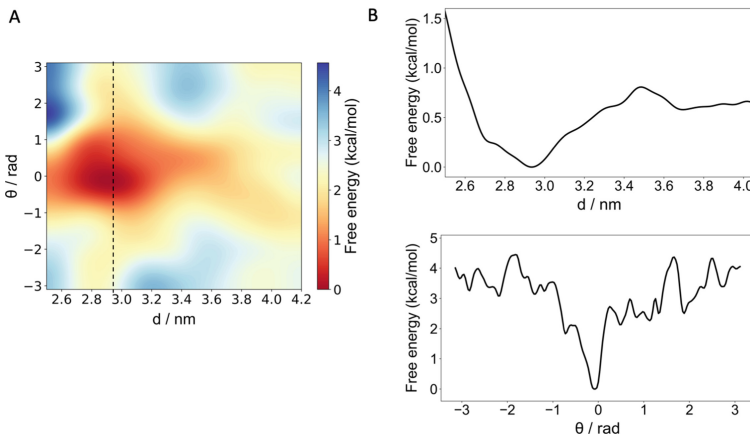 A
3
2
1
0
−1
−2
−3
θ / rad
2.6 2.8 3.0 3.2 3.4 3.6 3.8 4.0 4.2
d / nm
4
3
2
1
0
Free energy (kcal/mol)
B
1.5
1.0
0.5
0.0
Free energy (kcal/mol)
2.6 2.8 3.0 3.2 3.4 3.6 3.8 4.0
d / nm
5
4
3
2
1
0
Free energy (kcal/mol)
−3 −2 −1 0 1 2 3
θ / rad